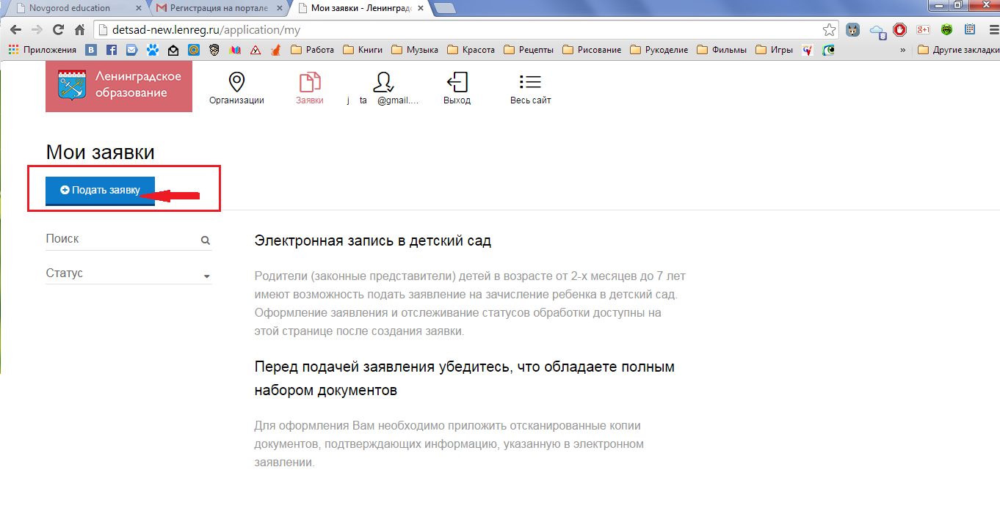 Novgorod education
Регистрация на портале
Мои заявки - Ленинград
detsad-new.lenreg.ru/application/my
8
g+1
Приложения
B
Работа
Книги
Музыка
Красота
Рецепты
Рисование
Рукоделие
Фильмы
Игры
»
Другие закладки
Ленинградское
образование
Организации
Заявки
j ta @gmail....
Выход
Весь сайт
Мои заявки
Подать заявку
Поиск
Статус
Электронная запись в детский сад
Родители (законные представители) детей в возрасте от 2-х месяцев до 7 лет
имеют возможность подать заявление на зачисление ребенка в детский сад.
Оформление заявления и отслеживание статусов обработки доступны на
этой странице после создания заявки.
Перед подачей заявления убедитесь, что обладаете полным
набором документов
Для оформления Вам необходимо приложить отсканированные копии
документов, подтверждающих информацию, указанную в электронном
заявлении.